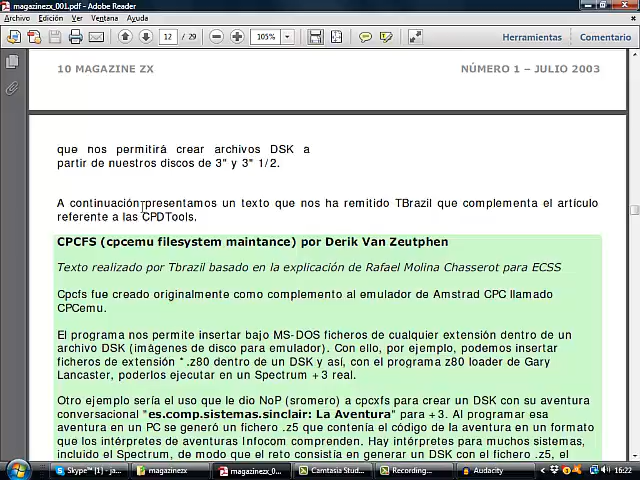 magazinezx_001.pdf - Adobe Reader
Archivo Edición Ver Ventana Ayuda
12 / 29 105% Herramientas Comentario
10 MAGAZINE ZX NÚMERO 1 – JULIO 2003
que nos permitirá crear archivos DSK a
partir de nuestros discos de 3" y 3" 1/2.
A continuación presentamos un texto que nos ha remitido TBrazil que complementa el artículo
referente a las CPDTools.
CPCFS (cpcemu filesystem maintance) por Derik Van Zeutphen
Texto realizado por Tbrazil basado en la explicación de Rafael Molina Chasserot para ECSS
Cpcfs fue creado originalmente como complemento al emulador de Amstrad CPC llamado
CPCemu.
El programa nos permite insertar bajo MS-DOS ficheros de cualquier extensión dentro de un
archivo DSK (imágenes de disco para emulador). Con ello, por ejemplo, podemos insertar
ficheros de extensión *.z80 dentro de un DSK y así, con el programa z80 loader de Gary
Lancaster, poderlos ejecutar en un Spectrum +3 real.
Otro ejemplo sería el uso que le dio NoP (sromero) a cpcxfs para crear un DSK con su aventura
conversacional "es.comp.sistemas.sinclair: La Aventura" para +3. Al programar esa
aventura en un PC se generó un fichero .z5 que contenía el código de la aventura en un formato
que los intérpretes de aventuras Infocom comprenden. Hay intérpretes para muchos sistemas,
incluido el Spectrum, de modo que el reto consistía en generar un DSK con el fichero .z5, el
Skype™ [1] - ja... magazinezx magazinezx_0... Camtasia Stud... Recording... Audacity 16:22